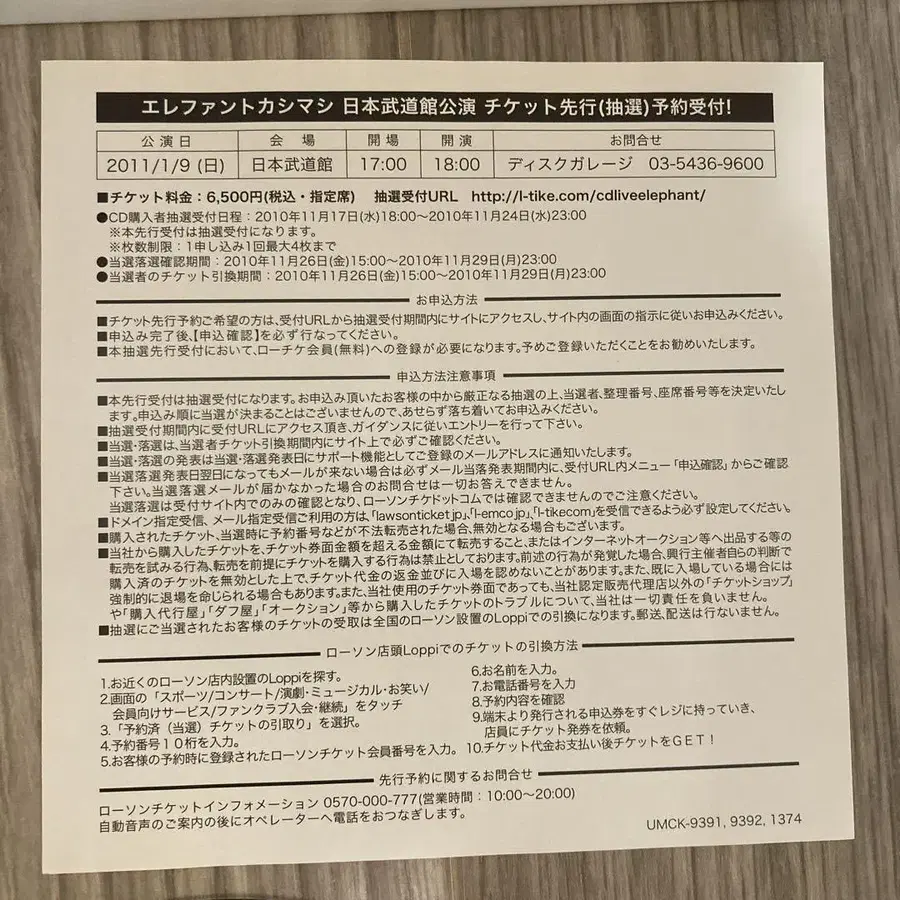 エレファントカシマシ 日本武道館公演 チケット先行(抽選)予約受付!
公演日 会 場 開 場 開 演 お問合せ
2011/1/9 (日) 日本武道館 17:00 18:00 ディスクガレージ 03-5436-9600
■チケット料金：6,500円(税込・指定席) 抽選受付URL http://l-tike.com/cdliveelephant/
●CD購入者抽選受付日程：2010年11月17日(水)18:00〜2010年11月24日(水)23:00
※本先行受付は抽選受付になります。
※枚数制限：1申し込み1回最大4枚まで
●当選落選確認期間：2010年11月26日(金)15:00〜2010年11月29日(月)23:00
●当選者のチケット引換期間：2010年11月26日(金)15:00〜2010年11月29日(月)23:00
お申込方法
■チケット先行予約ご希望の方は、受付URLから抽選受付期間内にサイトにアクセスし、サイト内の画面の指示に従いお申込みください。
■申込み完了後、【申込確認】を必ず行なってください。
■本抽選先行受付において、ローチケ会員(無料)への登録が必要になります。予めご登録いただくことをお勧めいたします。
申込方法注意事項
■本先行受付は抽選受付になります。お申込み頂いたお客様の中から厳正なる抽選の上、当選者、整理番号、座席番号等を決定いたし
ます。申込み順に当選が決まることはございませんので、あせらず落ち着いてお申込みください。
■抽選受付期間内に受付URLにアクセス頂き、ガイダンスに従いエントリーを行って下さい。
■当選・落選は、当選者チケット引換期間内にサイト上で必ずご確認ください。
■当選・落選の発表は当選・落選発表日にサポート機能としてご登録のメールアドレスに通知いたします。
■当選落選発表日翌日になってもメールが来ない場合は必ずメール当落発表期間内に、受付URL内メニュー「申込確認」からご確認
下さい。当選落選メールが届かなかった場合のお問合せは一切お答えできません。
当選落選は受付サイト内でのみの確認となり、ローソンチケドットコムでは確認できませんのでご注意ください。
■ドメイン指定受信、メール指定受信ご利用の方は、「lawsonticket.jp」、「l-emco.jp」、「l-tikecom」を受信できるよう必ず設定してください。
■購入されたチケット、当選時に予約番号などが不法転売された場合、無効となる場合もございます。
■当社から購入したチケットを、チケット券面金額を超える金額にて転売すること、またはインターネットオークション等へ出品する等の
転売を試みる行為、転売を前提にチケットを購入する行為は禁止としております。前述の行為が発覚した場合、興行主催者自らの判断で
購入済のチケットを無効とした上で、チケット代金の返金並びに入場を認めないことがあります。また、既に入場している場合には
強制的に退場を命じられる場合もあります。また、当社使用のチケット券面であっても、当社認定販売代理店以外の「チケットショップ」
や「購入代行屋」「ダフ屋」「オークション」等から購入したチケットのトラブルについて、当社は一切責任を負いません。
■抽選にご当選されたお客様のチケットの受取は全国のローソン設置のLoppiでの引換になります。郵送、配送は行ないません。
ローソン店頭Loppiでのチケットの引換方法
1.お近くのローソン店内設置のLoppiを探す。
2.画面の「スポーツ/コンサート/演劇・ミュージカル・お笑い/
会員向けサービス/ファンクラブ入会・継続」をタッチ
3.「予約済（当選）チケットの引取り」を選択。
4.予約番号１０桁を入力。
5.お客様の予約時に登録されたローソンチケット会員番号を入力。
6.お名前を入力。
7.お電話番号を入力
8.予約内容を確認
9.端末より発行される申込券をすぐレジに持っていき、
店員にチケット発券を依頼。
10.チケット代金お支払い後チケットをＧＥＴ！
先行予約に関するお問合せ
ローソンチケットインフォメーション 0570-000-777(営業時間：10:00〜20:00)
自動音声のご案内の後にオペレーターへ電話をおつなぎします。
UMCK-9391, 9392, 1374